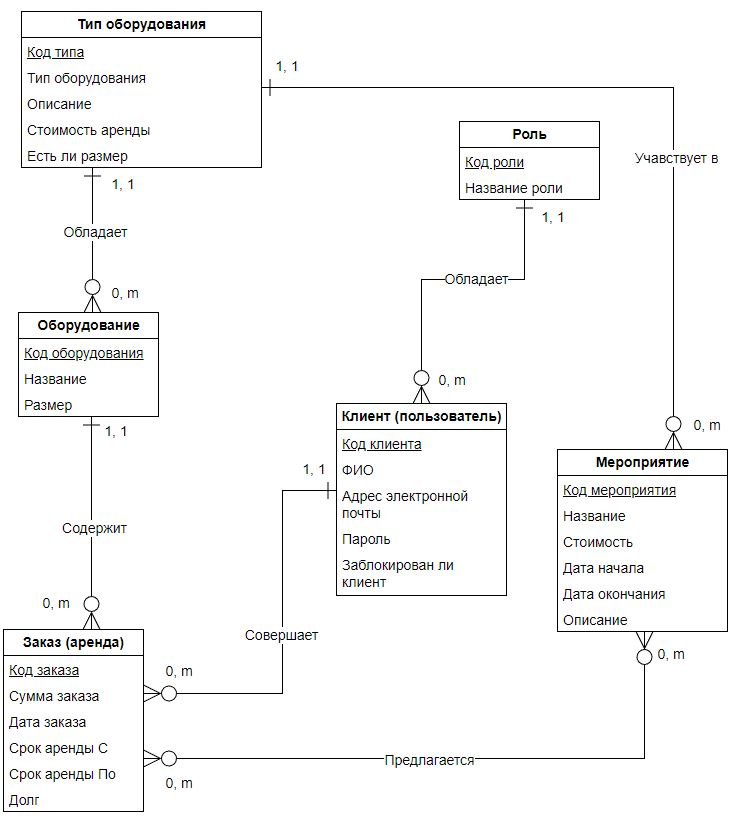 Тип оборудования
Код типа
Тип оборудования
Описание
Стоимость аренды
Есть ли размер
1, 1
1, 1
Учавствует в
Роль
Код роли
Название роли
1, 1
Обладает
Обладает
0, m
Оборудование
Код оборудования
Название
Размер
1, 1
0, m
Клиент (пользователь)
Код клиента
ФИО
Адрес электронной
почты
Пароль
Заблокирован ли
клиент
1, 1
0, m
Мероприятие
Код мероприятия
Название
Стоимость
Дата начала
Дата окончания
Описание
0, m
Содержит
0, m
Совершает
Заказ (аренда)
Код заказа
Сумма заказа
Дата заказа
Срок аренды С
Срок аренды По
Долг
0, m
0, m
Предлагается